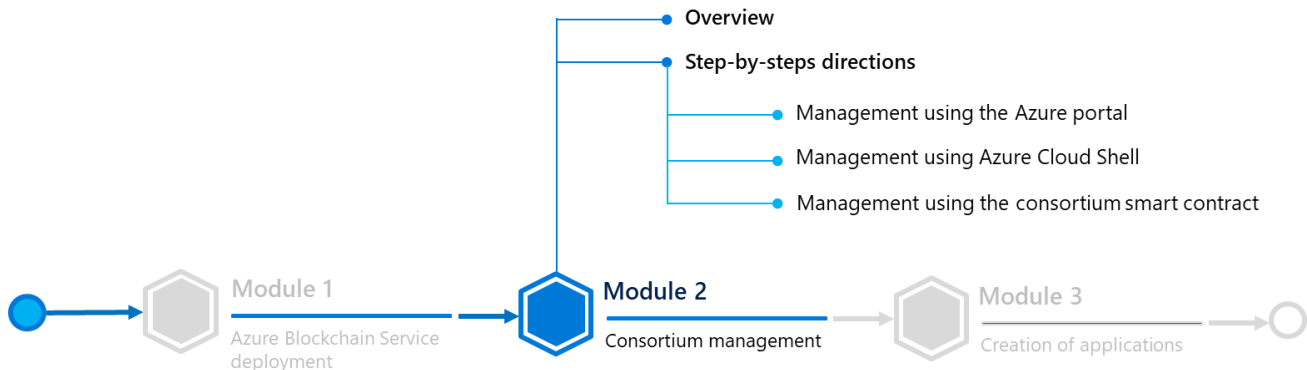 Overview
Step-by-steps directions
Management using the Azure portal
Management using Azure Cloud Shell
Management using the consortium smart contract
Module 1
Azure Blockchain Service
deployment
Module 2
Consortium management
Module 3
Creation of applications